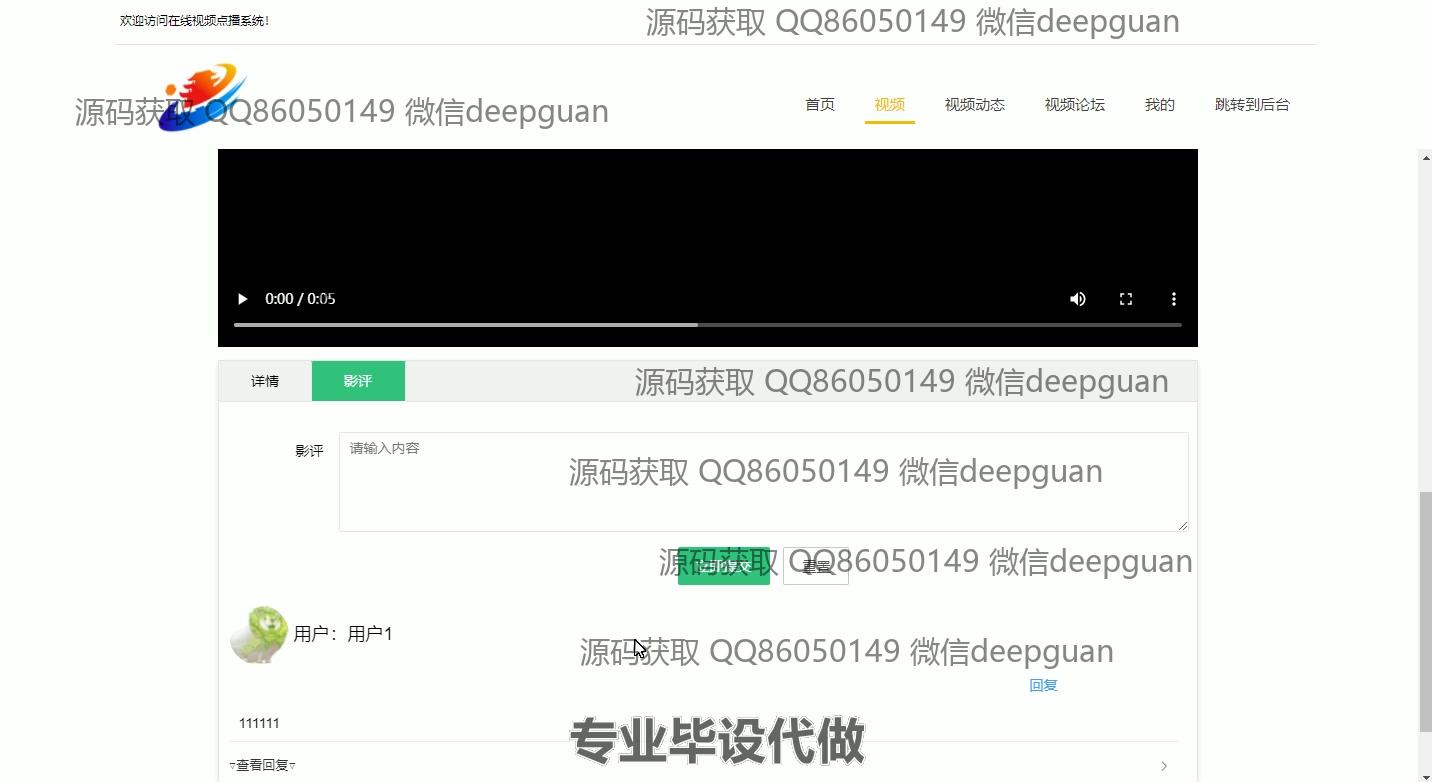 欢迎访问在线视频点播系统！
源码获取 QQ86050149 微信deepguan
源码获取 QQ86050149 微信deepguan
首页 视频 视频动态 视频论坛 我的 跳转到后台
0:00 / 0:05
详情 影评
源码获取 QQ86050149 微信deepguan
影评
请输入内容
源码获取 QQ86050149 微信deepguan
立即提交 重置
源码获取 QQ86050149 微信deepguan
用户：用户1
源码获取 QQ86050149 微信deepguan
回复
111111
专业毕设代做
▿查看回复▿